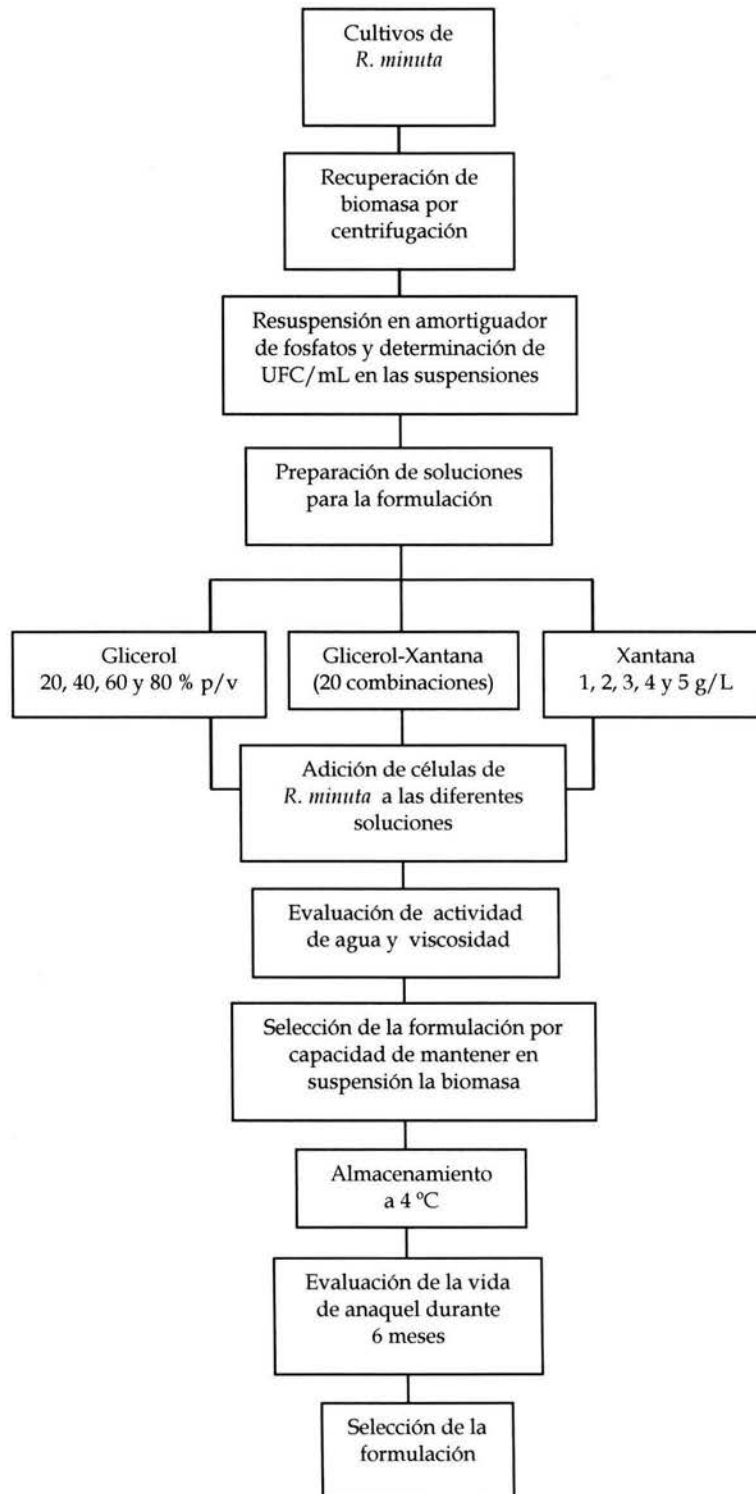 Cultivos de
R. minuta
Recuperación de
biomasa por
centrifugación
Resuspensión en amortiguador
de fosfatos y determinación de
UFC/mL en las suspensiones
Preparación de soluciones
para la formulación
Glicerol
20, 40, 60 y 80 % p/v
Glicerol-Xantana
(20 combinaciones)
Xantana
1, 2, 3, 4 y 5 g/L
Adición de células de
R. minuta a las diferentes
soluciones
Evaluación de actividad
de agua y viscosidad
Selección de la formulación por
capacidad de mantener en
suspensión la biomasa
Almacenamiento
a 4 ºC
Evaluación de la vida
de anaquel durante
6 meses
Selección de la
formulación